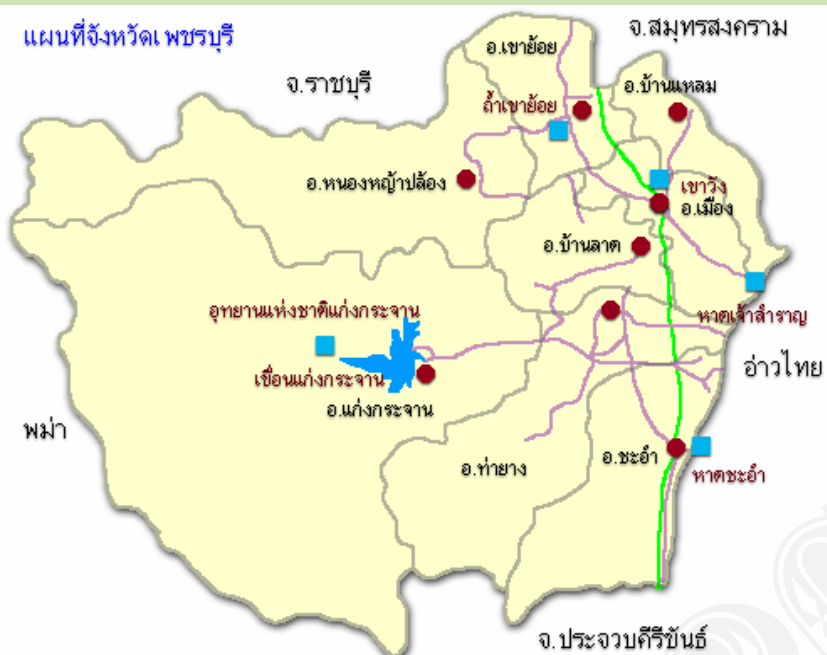 แผนที่จังหวัดเพชรบุรี
จ.สมุทรสงคราม
อ.เขาย้อย
จ.ราชบุรี
อ.บ้านแหลม
ถ้ำเขาย้อย
อ.หนองหญ้าปล้อง
เขาวัง
อ.เมือง
อ.บ้านลาด
อุทยานแห่งชาติแก่งกระจาน
หาดเจ้าสำราญ
อ่าวไทย
เขื่อนแก่งกระจาน
อ.แก่งกระจาน
พม่า
อ.ท่ายาง
อ.ชะอำ
หาดชะอำ
จ.ประจวบคีรีขันธ์